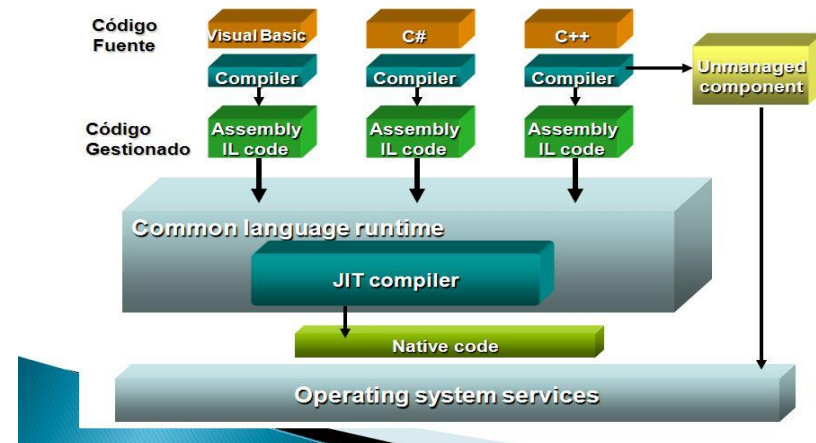 Código
Fuente
Visual Basic
C#
C++
Compiler
Compiler
Compiler
Unmanaged
component
Código
Gestionado
Assembly
IL code
Assembly
IL code
Assembly
IL code
Common language runtime
JIT compiler
Native code
Operating system services